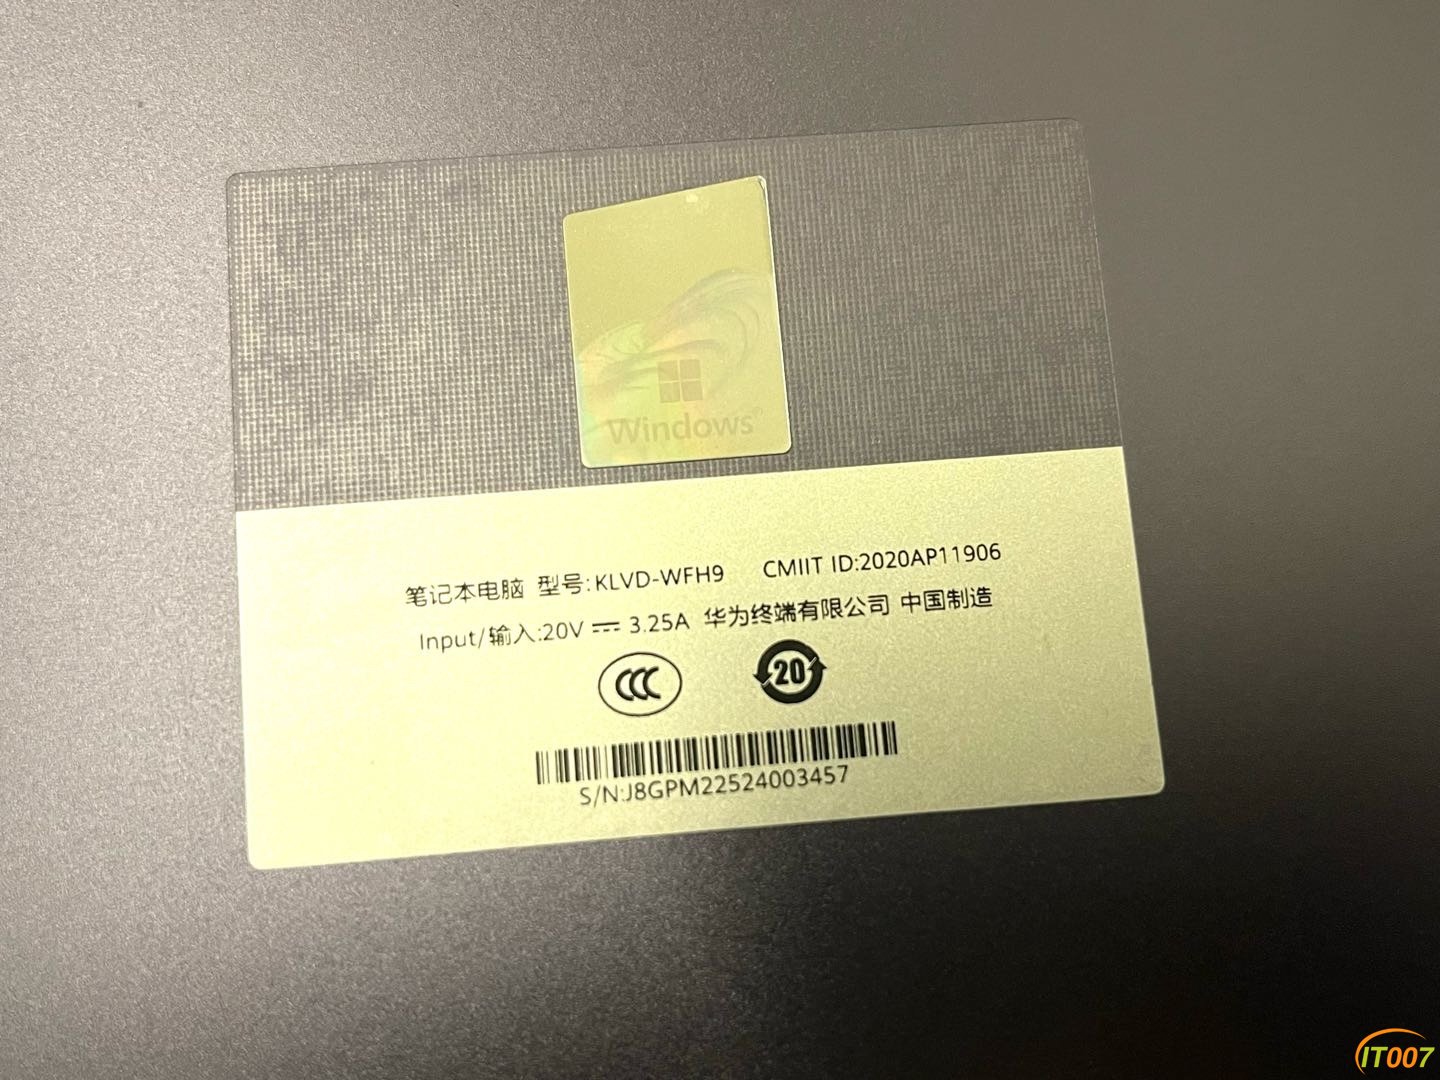 Windows®
笔记本电脑 型号:KLVD-WFH9 CMIIT ID:2020AP11906
Input/输入:20V ⎓ 3.25A 华为终端有限公司 中国制造
CCC 20
S/N:J8GPM22524003457
IT007